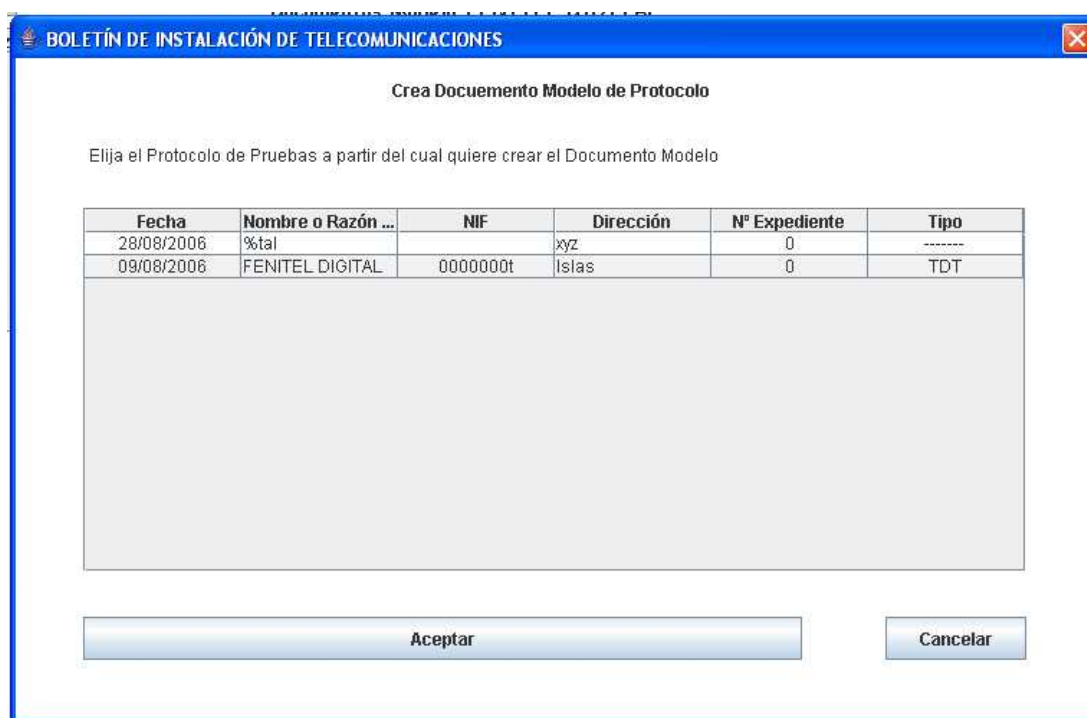 BOLETÍN DE INSTALACIÓN DE TELECOMUNICACIONES
Crea Docuemento Modelo de Protocolo
Elija el Protocolo de Pruebas a partir del cual quiere crear el Documento Modelo
Fecha Nombre o Razón ... NIF Dirección Nº Expediente Tipo
28/08/2006 %tal xyz 0 -------
09/08/2006 FENITEL DIGITAL 0000000t Islas 0 TDT
Aceptar Cancelar